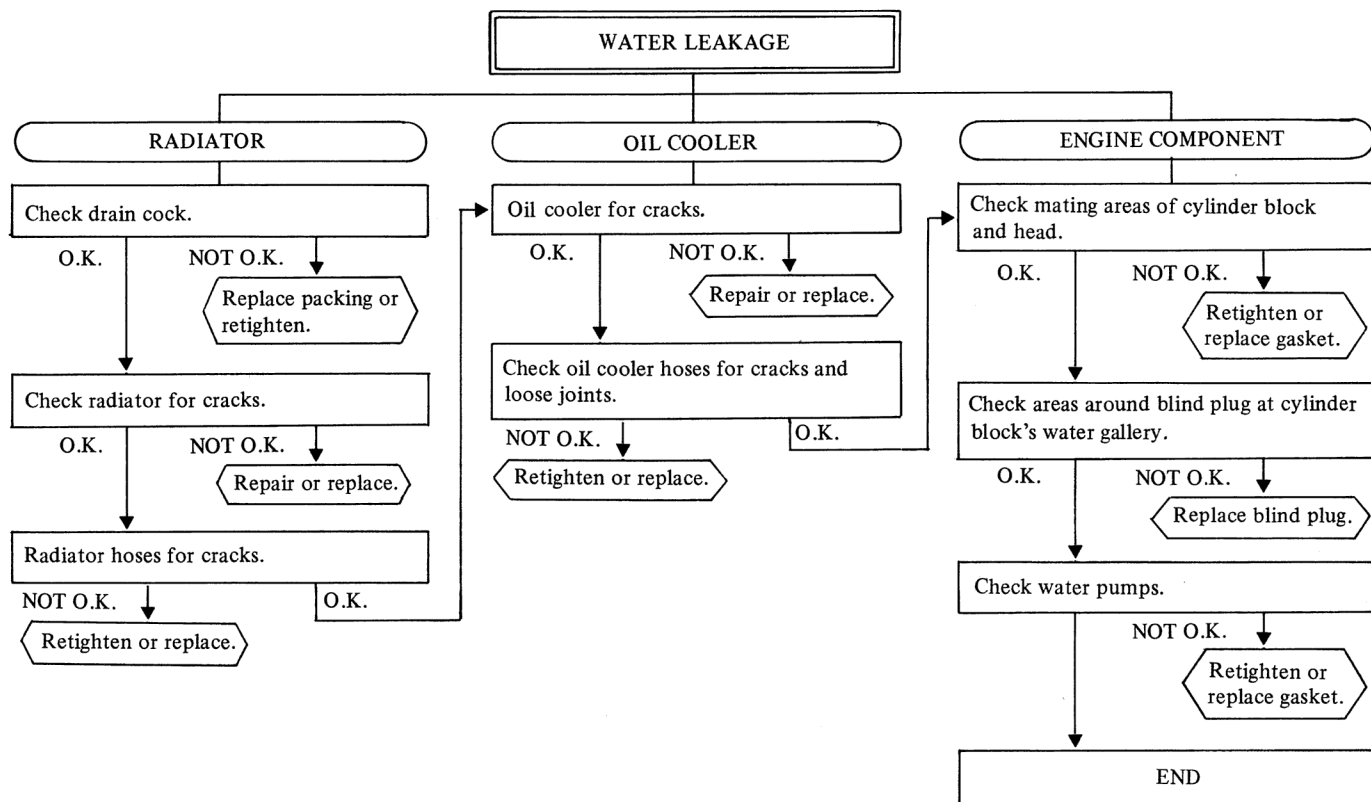 WATER LEAKAGE
RADIATOR
Check drain cock.
O.K.
NOT O.K.
Replace packing or
retighten.
Check radiator for cracks.
O.K.
NOT O.K.
Repair or replace.
Radiator hoses for cracks.
NOT O.K.
O.K.
Retighten or replace.
OIL COOLER
Oil cooler for cracks.
O.K.
NOT O.K.
Repair or replace.
Check oil cooler hoses for cracks and
loose joints.
NOT O.K.
O.K.
Retighten or replace.
ENGINE COMPONENT
Check mating areas of cylinder block
and head.
O.K.
NOT O.K.
Retighten or
replace gasket.
Check areas around blind plug at cylinder
block's water gallery.
O.K.
NOT O.K.
Replace blind plug.
Check water pumps.
NOT O.K.
Retighten or
replace gasket.
END